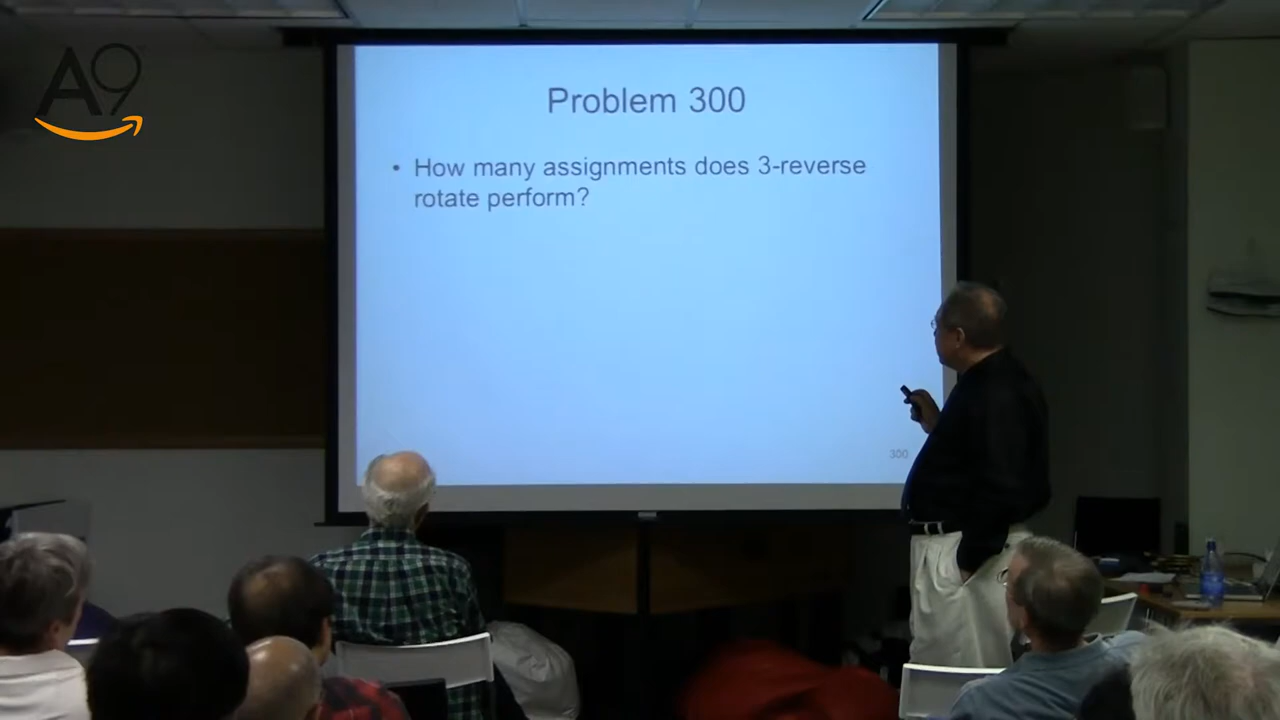 A9
Problem 300
• How many assignments does 3-reverse
rotate perform?
300